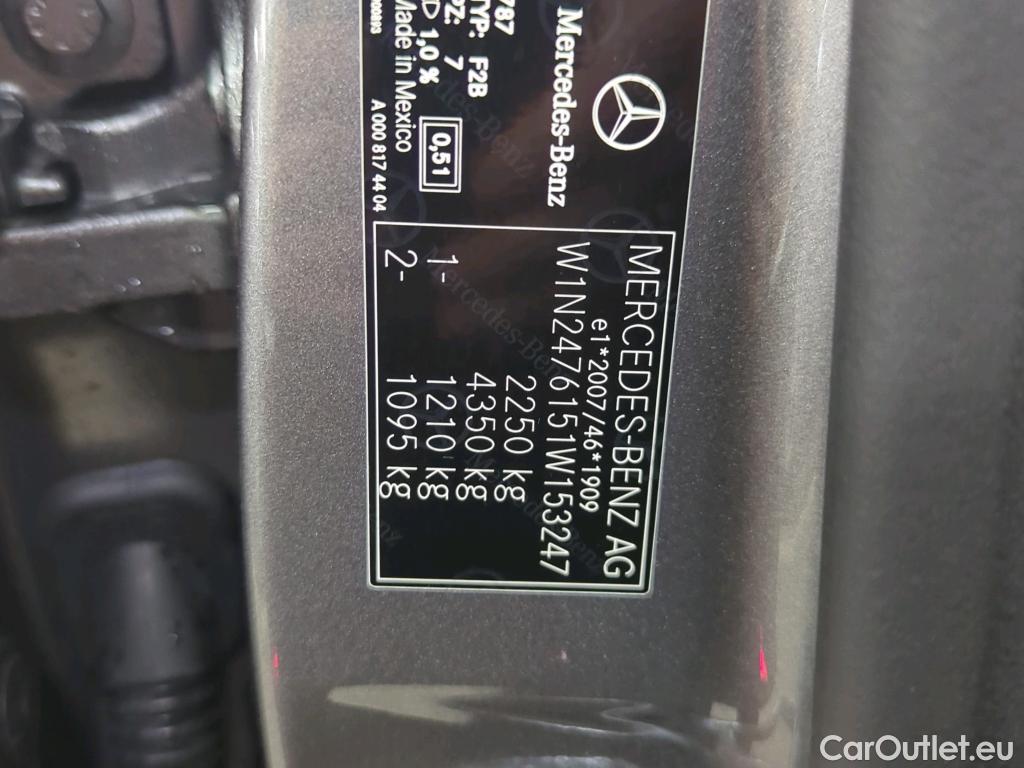 Mercedes-Benz
787
TYP: F2B
PZ: 7
D 1,0 %
0,51
Made in Mexico
A 000 817 44 04
MERCEDES-BENZ AG
e1*2007/46*1909
W1N2476151W153247
2250 kg
4350 kg
1- 1210 kg
2- 1095 kg
CarOutlet.eu